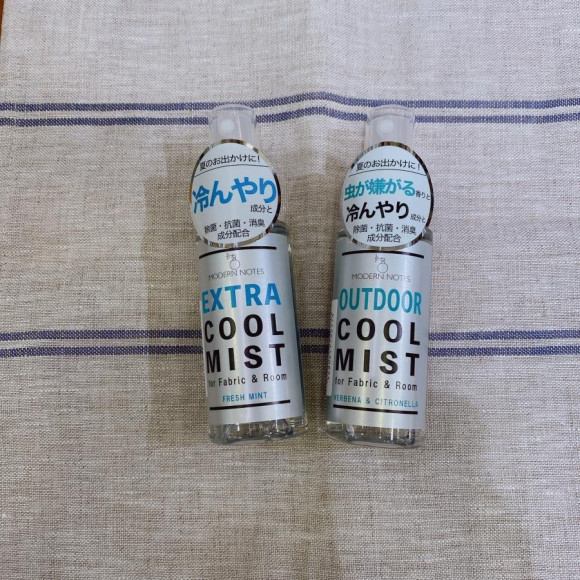 夏のお出かけに!
冷んやり成分と
除菌・抗菌・消臭
成分配合
MODERN NOTES
EXTRA
COOL
MIST
for Fabric & Room
FRESH MINT
夏のお出かけに!
虫が嫌がる香りと
冷んやり成分と
除菌・抗菌・消臭
成分配合
MODERN NOTES
OUTDOOR
COOL
MIST
for Fabric & Room
VERBENA & CITRONELLA